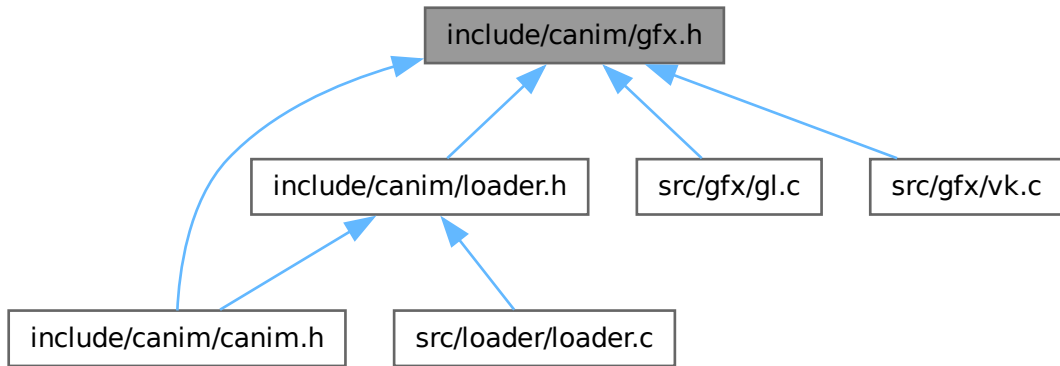 include/canim/gfx.h
include/canim/loader.h
src/gfx/gl.c
src/gfx/vk.c
include/canim/canim.h
src/loader/loader.c